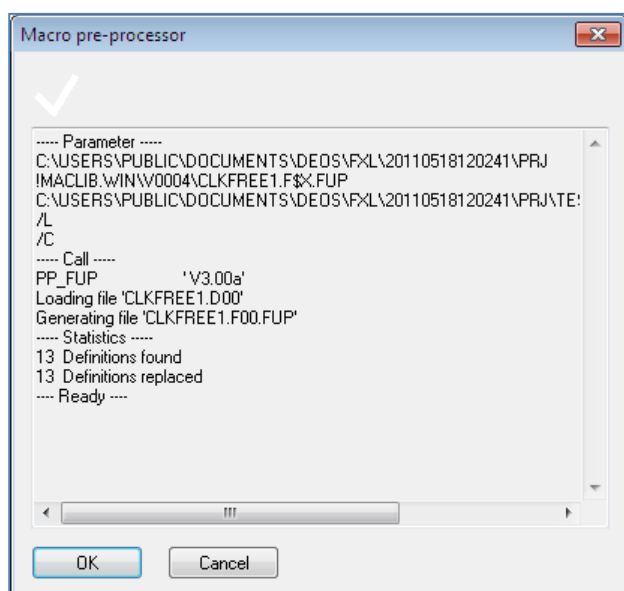 Macro pre-processor
----- Parameter -----
C:\USERS\PUBLIC\DOCUMENTS\DEOS\FXL\20110518120241\PRJ
!MACLIB.WIN\V0004\CLKFREE1.F$X.FUP
C:\USERS\PUBLIC\DOCUMENTS\DEOS\FXL\20110518120241\PRJ\TES
/L
/C
----- Call -----
PP_FUP 'V3.00a'
Loading file 'CLKFREE1.D00'
Generating file 'CLKFREE1.F00.FUP'
----- Statistics -----
13 Definitions found
13 Definitions replaced
---- Ready ----
OK Cancel